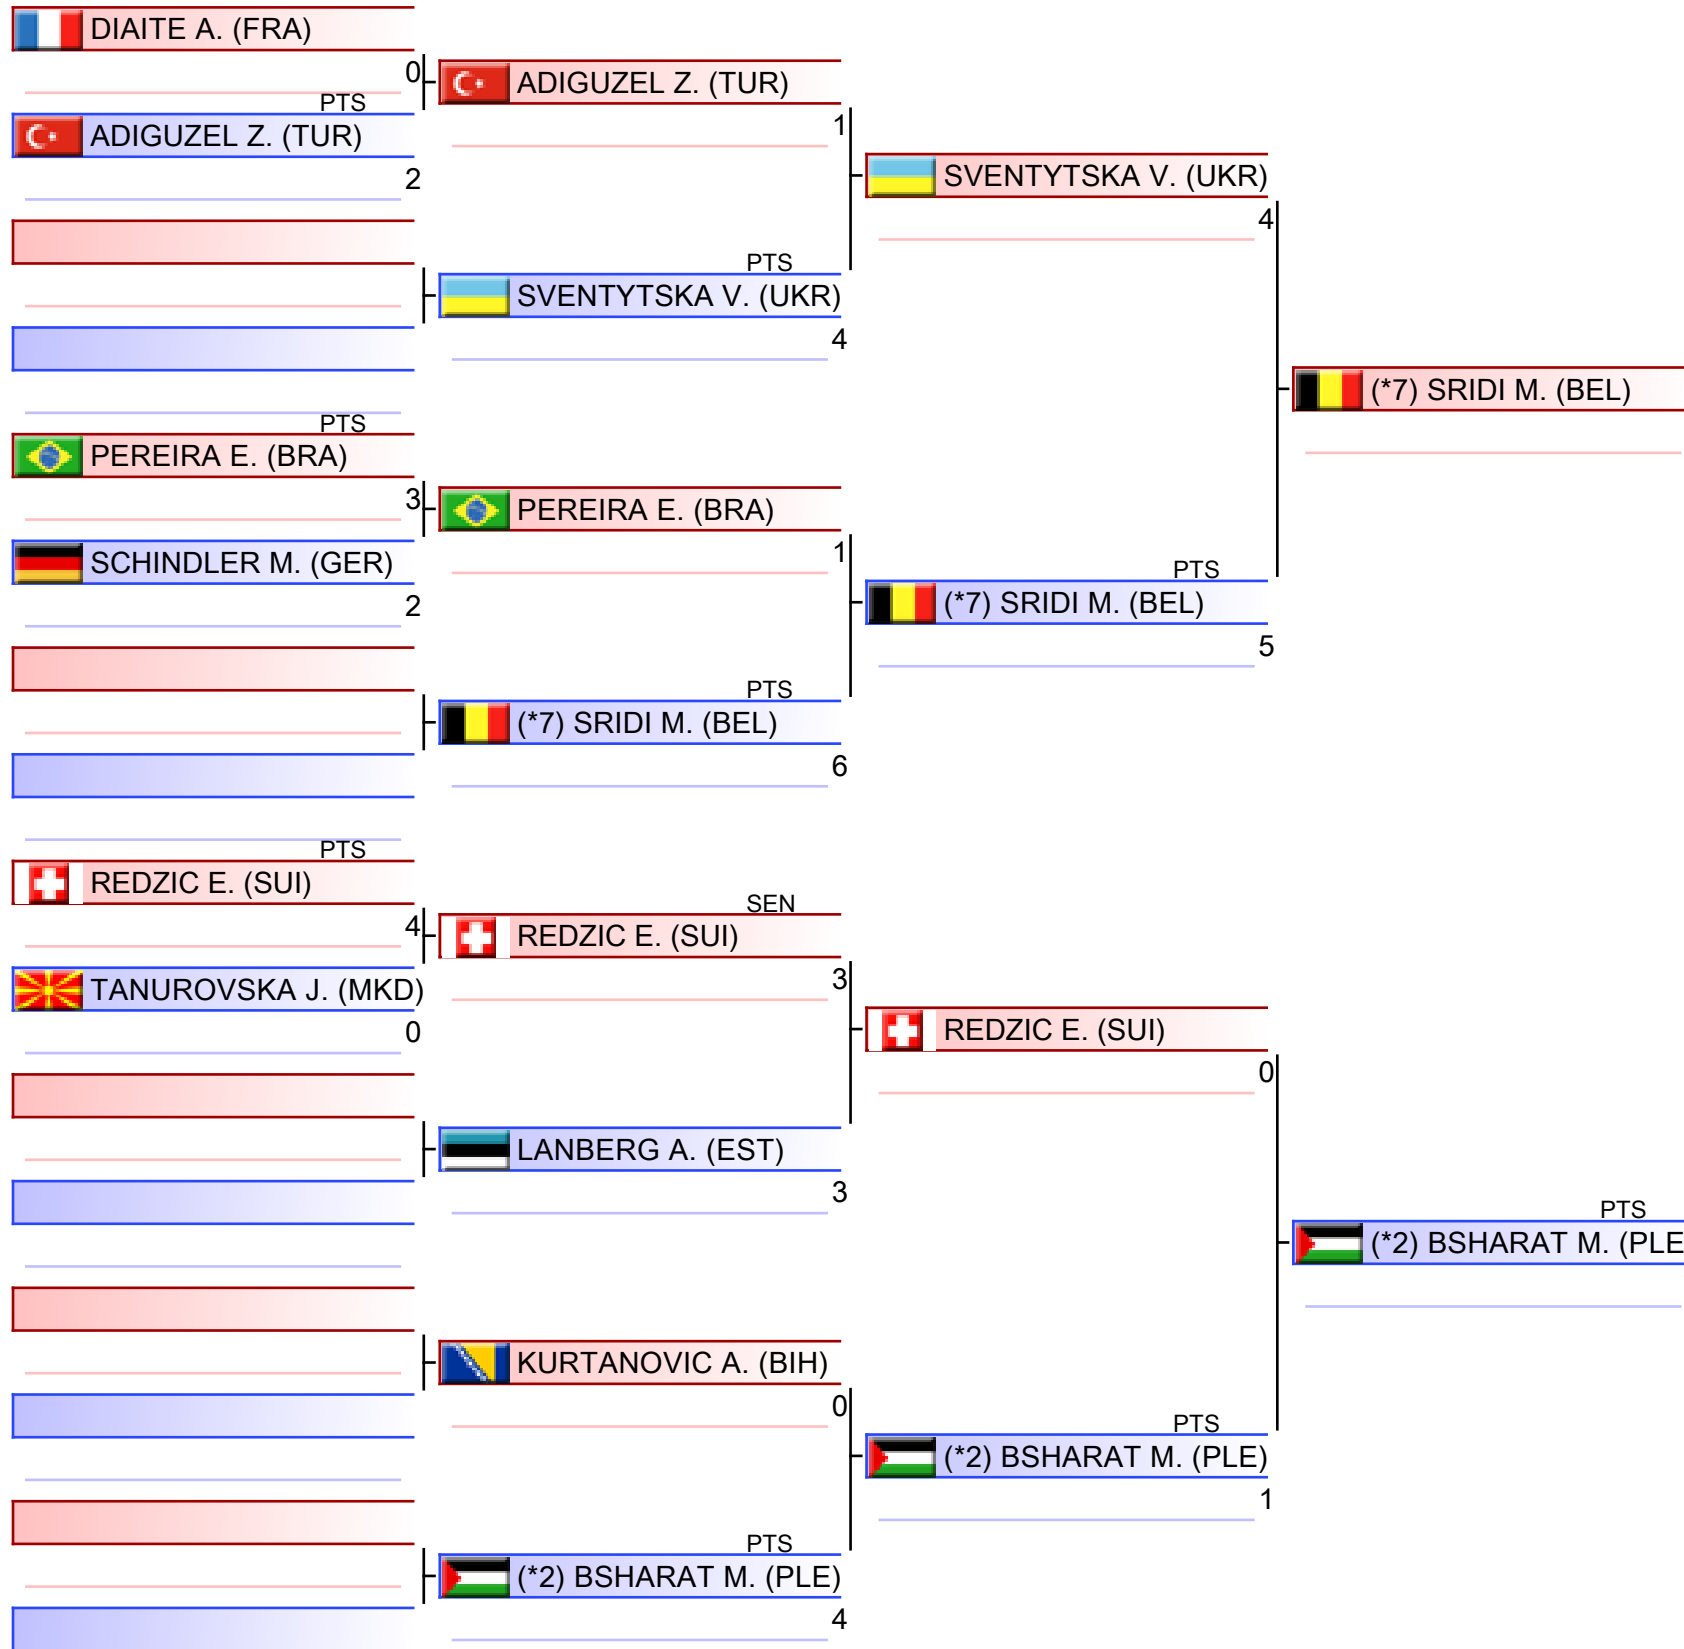 DIAITE A. (FRA)
0
PTS
ADIGUZEL Z. (TUR)
2
PTS
PEREIRA E. (BRA)
3
SCHINDLER M. (GER)
2
PTS
REDZIC E. (SUI)
4
TANUROVSKA J. (MKD)
0
ADIGUZEL Z. (TUR)
1
PTS
SVENTYTSKA V. (UKR)
4
PEREIRA E. (BRA)
1
PTS
(*7) SRIDI M. (BEL)
6
SEN
REDZIC E. (SUI)
3
LANBERG A. (EST)
3
KURTANOVIC A. (BIH)
0
PTS
(*2) BSHARAT M. (PLE)
4
SVENTYTSKA V. (UKR)
4
PTS
(*7) SRIDI M. (BEL)
5
REDZIC E. (SUI)
0
PTS
(*2) BSHARAT M. (PLE)
1
(*7) SRIDI M. (BEL)
PTS
(*2) BSHARAT M. (PLE